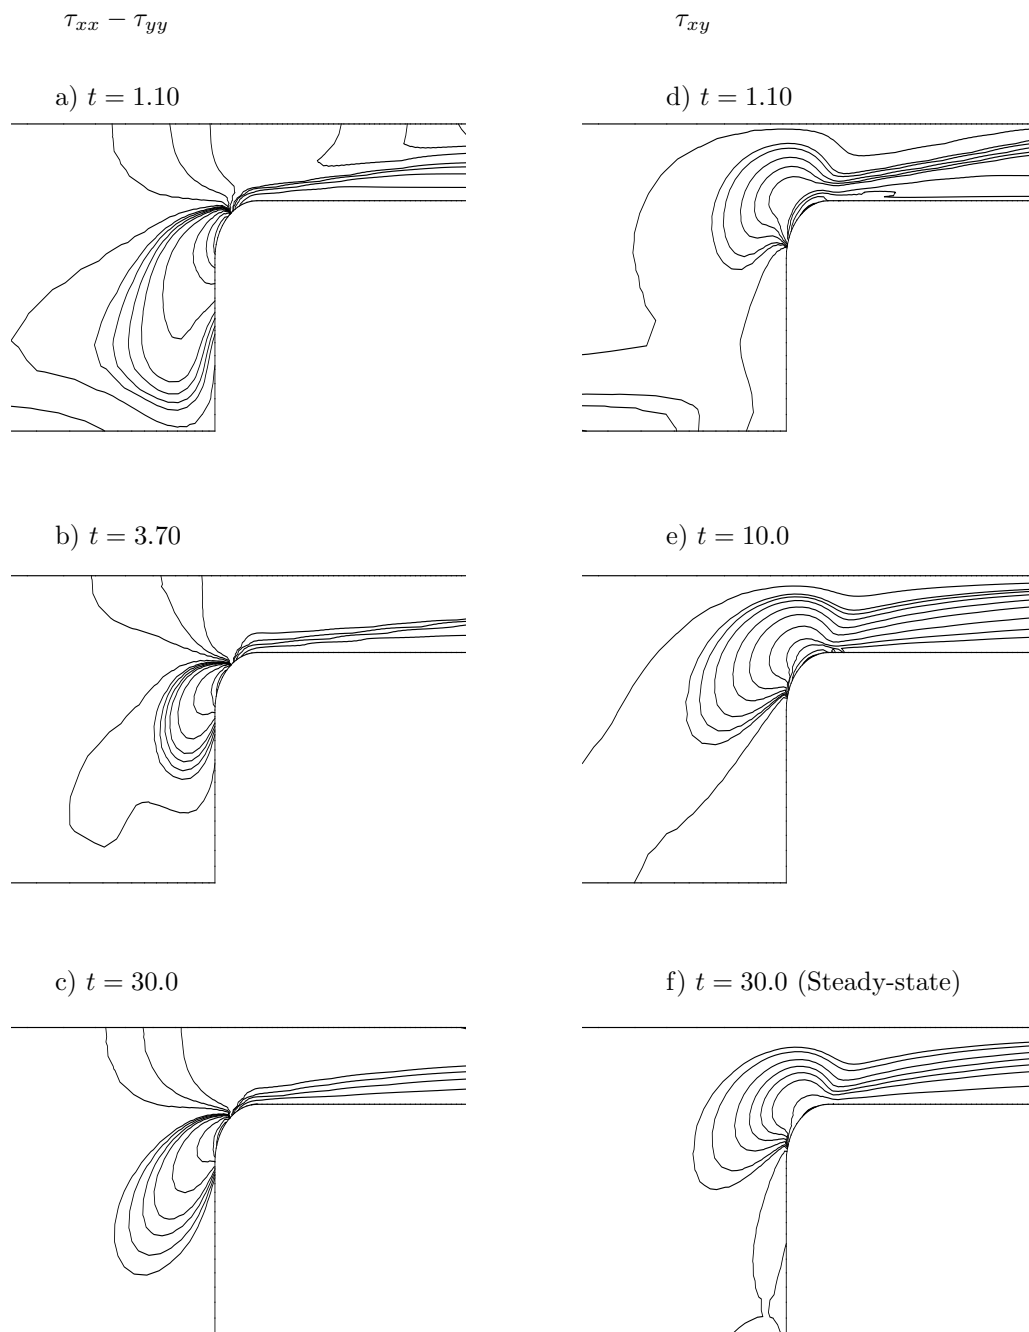 τxx − τyy
τxy
a) t = 1.10
d) t = 1.10
b) t = 3.70
e) t = 10.0
c) t = 30.0
f) t = 30.0 (Steady-state)